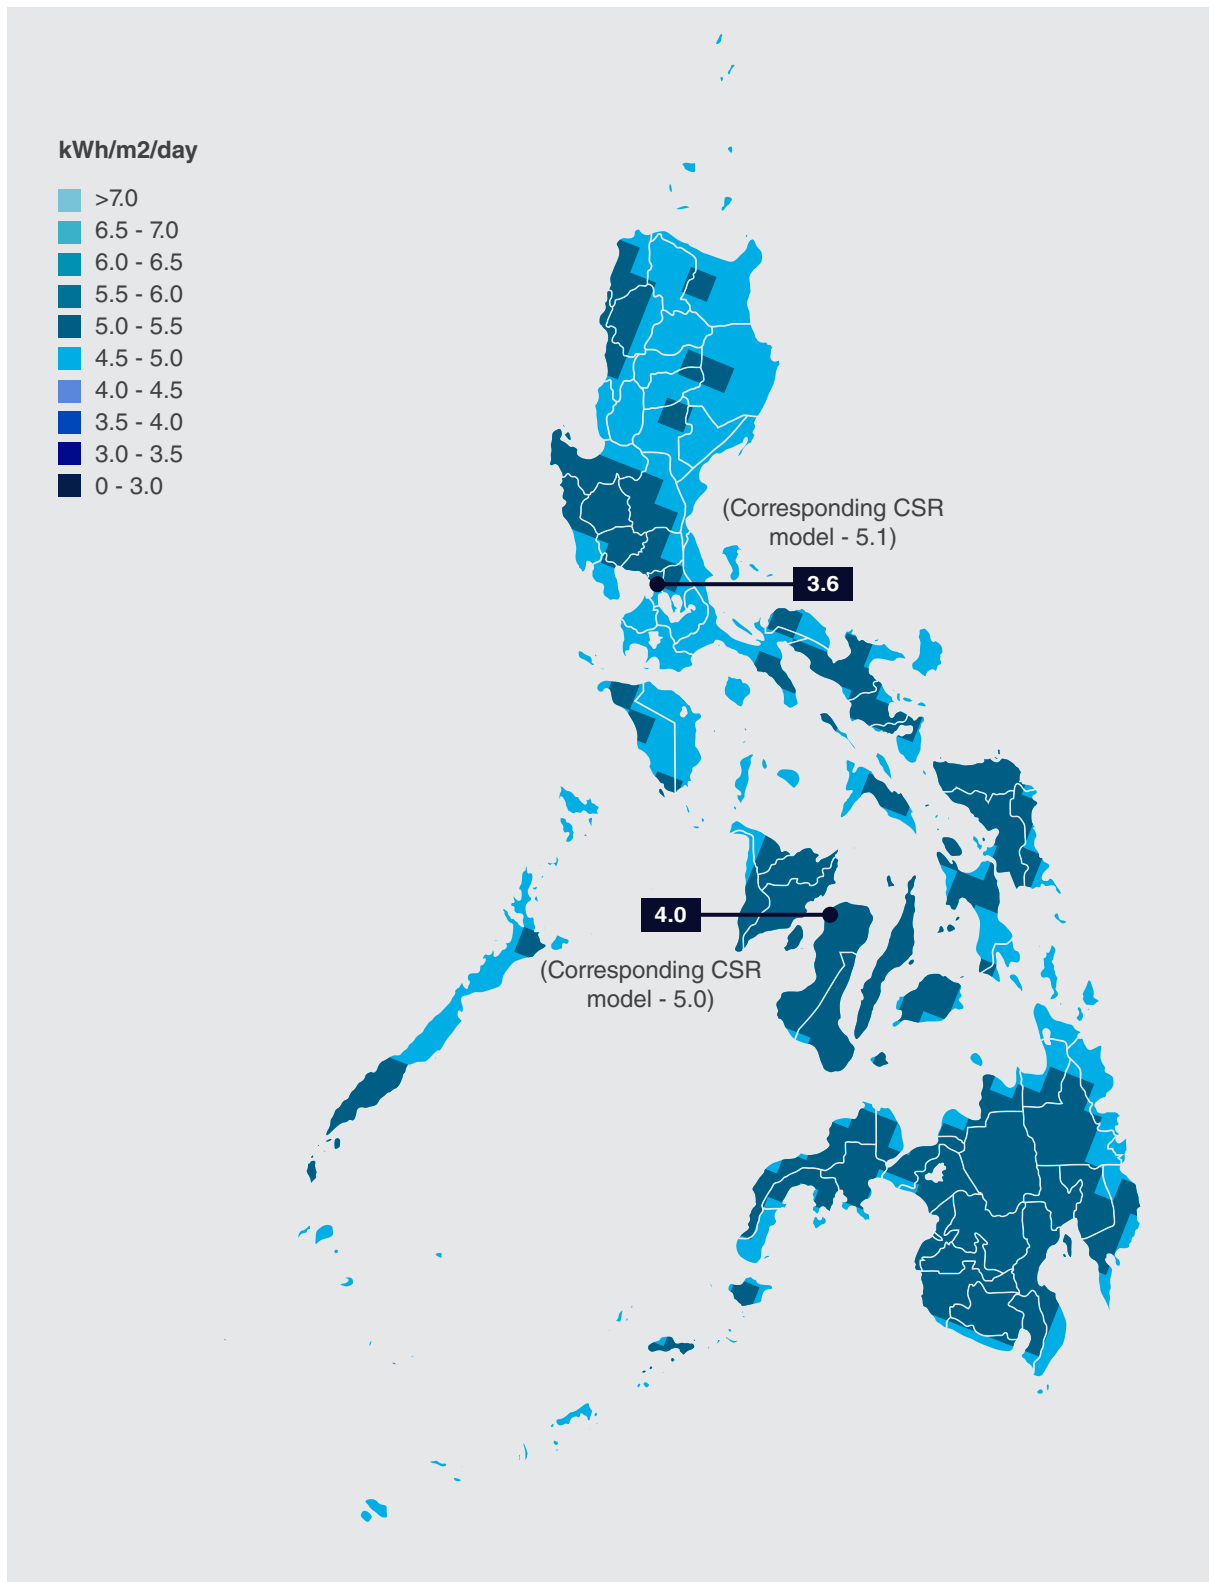 kWh/m2/day
>7.0
6.5 - 7.0
6.0 - 6.5
5.5 - 6.0
5.0 - 5.5
4.5 - 5.0
4.0 - 4.5
3.5 - 4.0
3.0 - 3.5
0 - 3.0
(Corresponding CSR
model - 5.1)
3.6
4.0
(Corresponding CSR
model - 5.0)